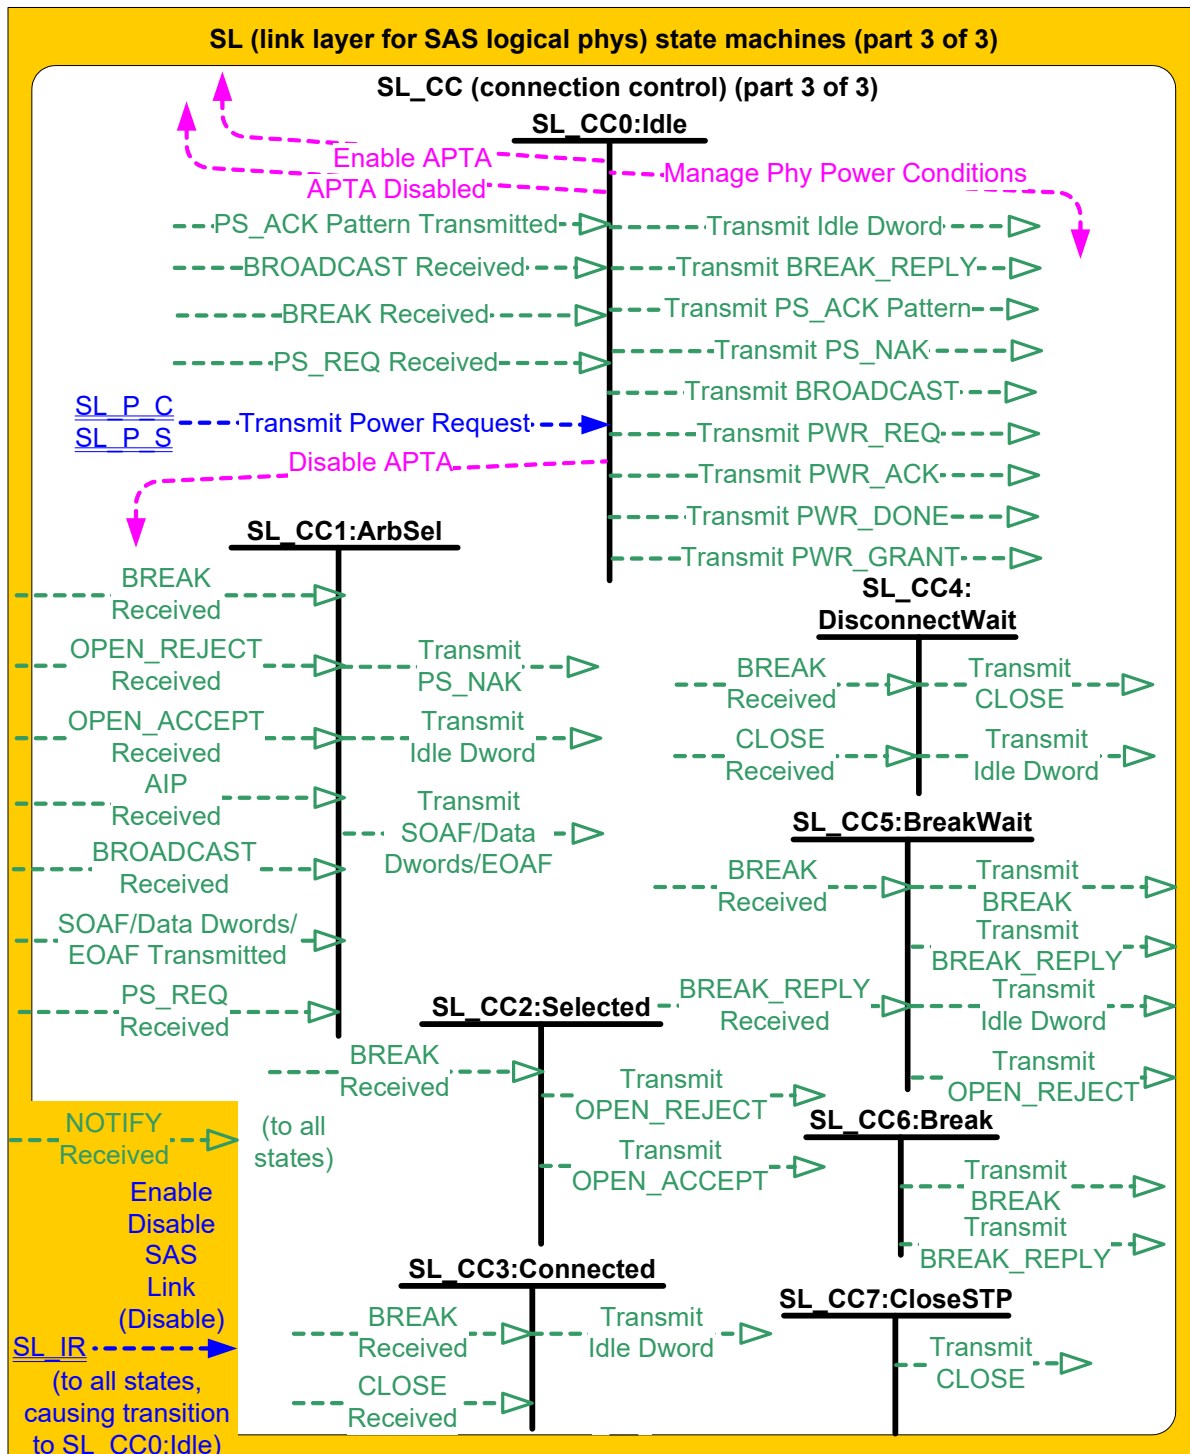 SL (link layer for SAS logical phys) state machines (part 3 of 3)
SL_CC (connection control) (part 3 of 3)
SL_CC0:Idle
Enable APTA
APTA Disabled
Manage Phy Power Conditions
PS_ACK Pattern Transmitted
BROADCAST Received
BREAK Received
PS_REQ Received
SL_P_C
SL_P_S
Transmit Power Request
Disable APTA
Transmit Idle Dword
Transmit BREAK_REPLY
Transmit PS_ACK Pattern
Transmit PS_NAK
Transmit BROADCAST
Transmit PWR_REQ
Transmit PWR_ACK
Transmit PWR_DONE
Transmit PWR_GRANT
SL_CC1:ArbSel
BREAK
Received
OPEN_REJECT
Received
OPEN_ACCEPT
Received
AIP
Received
BROADCAST
Received
SOAF/Data Dwords/
EOAF Transmitted
PS_REQ
Received
Transmit
PS_NAK
Transmit
Idle Dword
Transmit
SOAF/Data
Dwords/EOAF
SL_CC4:
DisconnectWait
BREAK
Received
CLOSE
Received
Transmit
CLOSE
Transmit
Idle Dword
SL_CC5:BreakWait
BREAK
Received
BREAK_REPLY
Received
Transmit
BREAK
Transmit
BREAK_REPLY
Transmit
Idle Dword
Transmit
OPEN_REJECT
SL_CC2:Selected
BREAK
Received
Transmit
OPEN_REJECT
Transmit
OPEN_ACCEPT
SL_CC6:Break
Transmit
BREAK
Transmit
BREAK_REPLY
NOTIFY
Received
(to all
states)
Enable
Disable
SAS
Link
(Disable)
SL_IR
(to all states,
causing transition
to SL_CC0:Idle)
SL_CC3:Connected
BREAK
Received
CLOSE
Received
Transmit
Idle Dword
SL_CC7:CloseSTP
Transmit
CLOSE